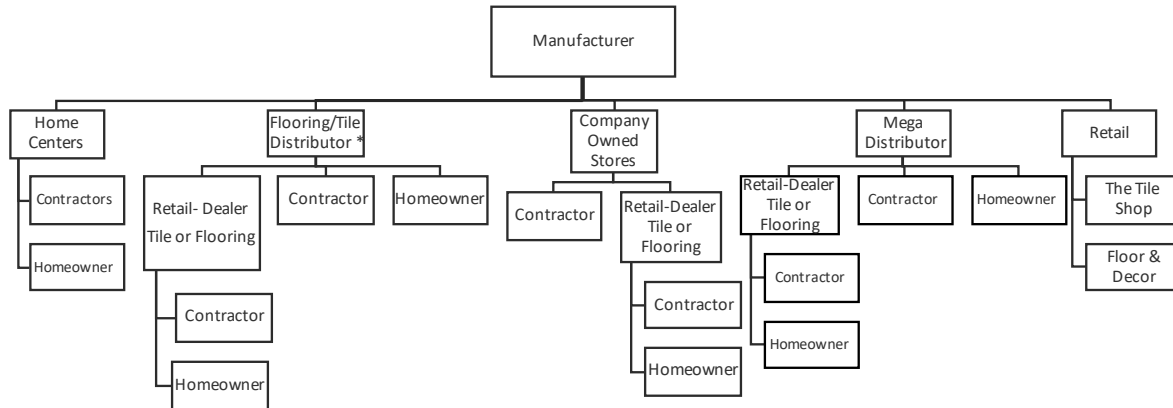 Manufacturer
Home
Centers
Flooring/Tile
Distributor *
Company
Owned
Stores
Mega
Distributor
Retail
Contractors
Homeowner
Retail- Dealer
Tile or Flooring
Contractor
Homeowner
Contractor
Homeowner
Contractor
Retail-Dealer
Tile or
Flooring
Contractor
Homeowner
Retail-Dealer
Tile or
Flooring
Contractor
Homeowner
Contractor
Homeowner
The Tile
Shop
Floor &
Decor